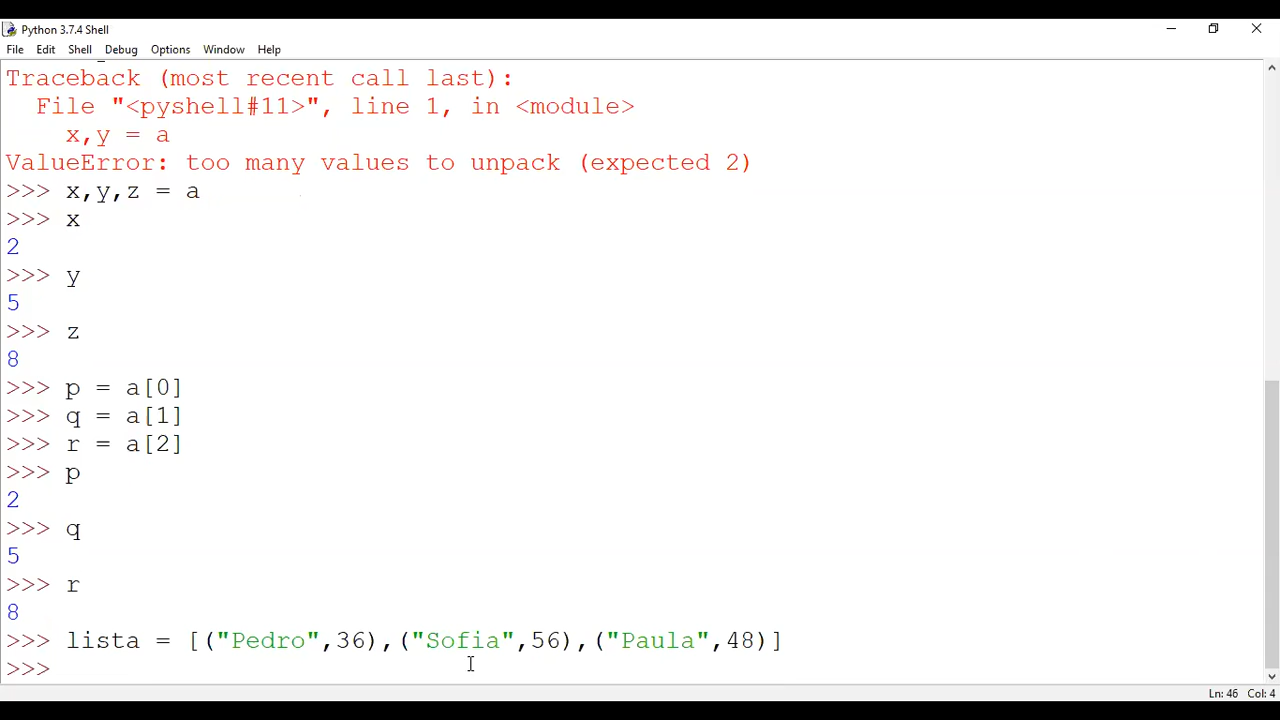 Python 3.7.4 Shell
File Edit Shell Debug Options Window Help
Traceback (most recent call last):
  File "<pyshell#11>", line 1, in <module>
    x,y = a
ValueError: too many values to unpack (expected 2)
>>> x,y,z = a
>>> x
2
>>> y
5
>>> z
8
>>> p = a[0]
>>> q = a[1]
>>> r = a[2]
>>> p
2
>>> q
5
>>> r
8
>>> lista = [("Pedro",36),("Sofia",56),("Paula",48)]
>>>
Ln: 46 Col: 4